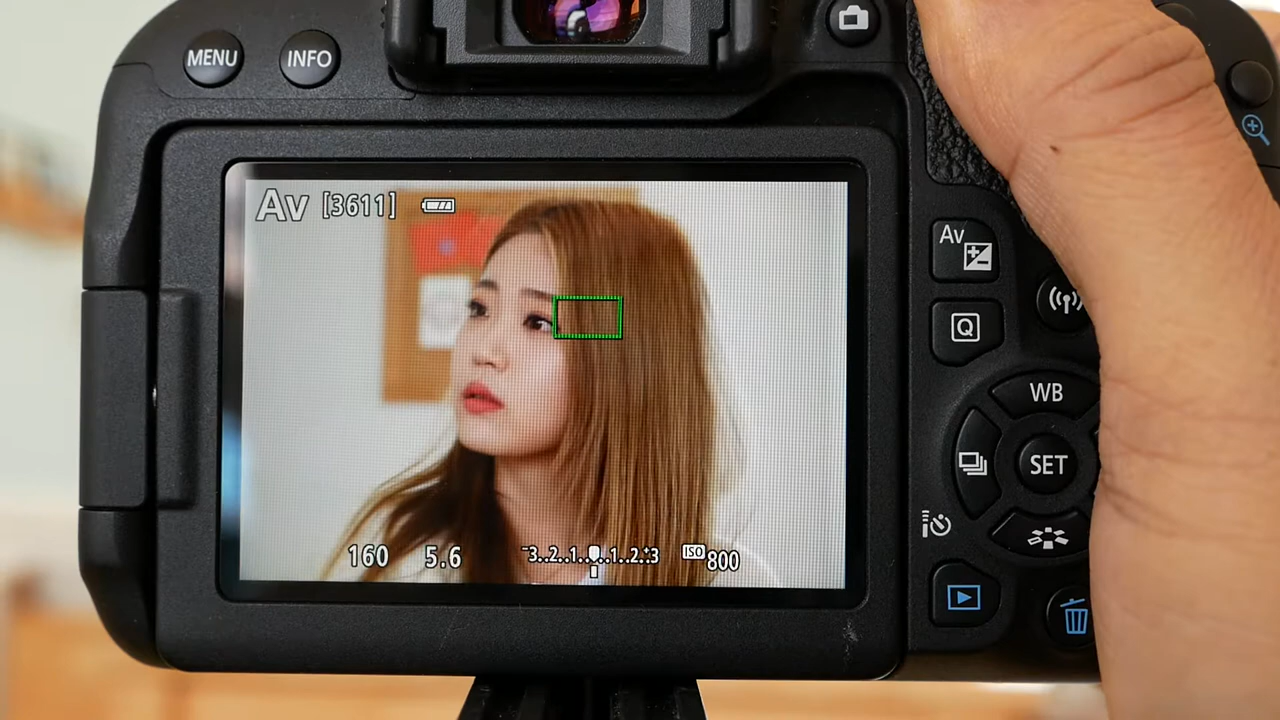 MENU INFO
Av [3611]
Av
Q
WB
SET
160 5.6 -3..2..1..0..1..2..+3 ISO 800